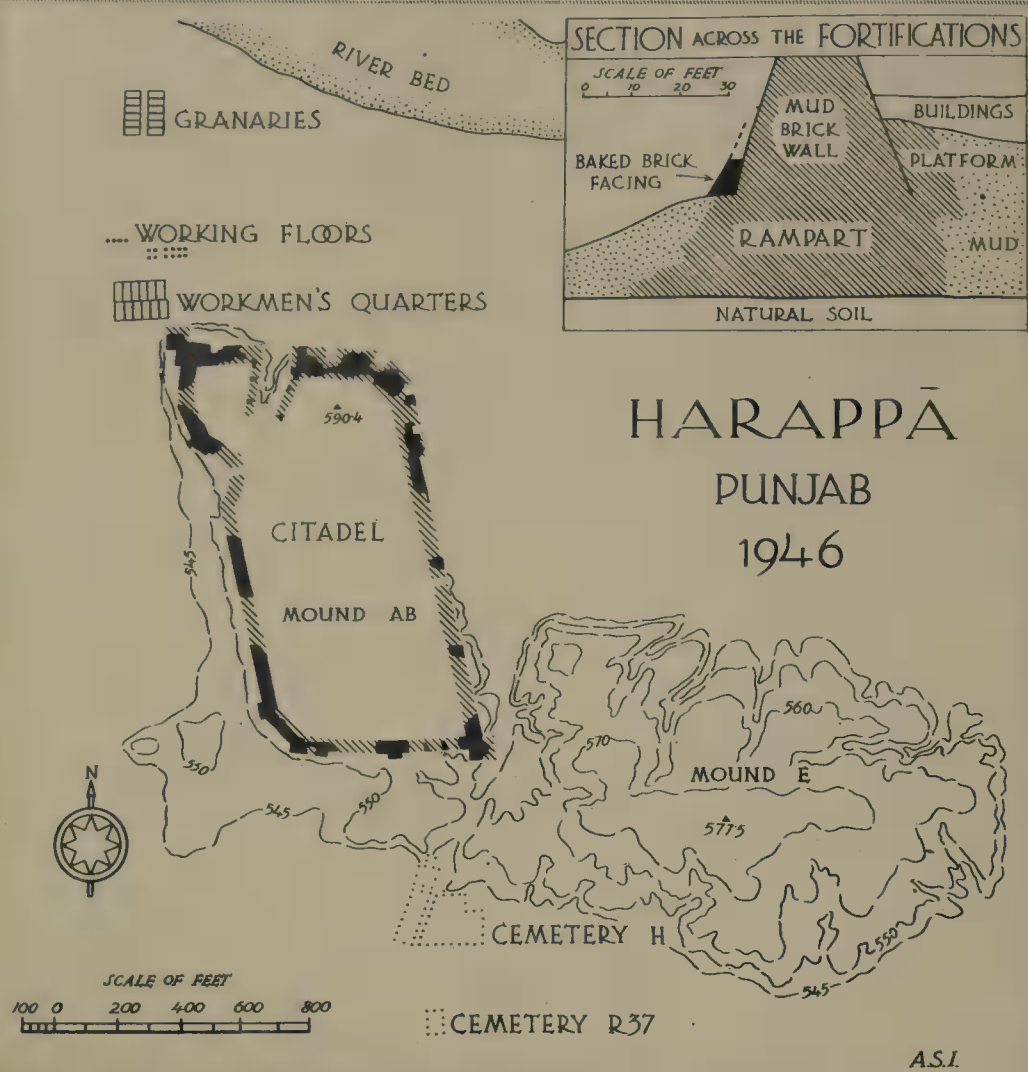 RIVER BED
GRANARIES
WORKING FLOORS
WORKMEN'S QUARTERS
SECTION ACROSS THE FORTIFICATIONS
SCALE OF FEET
0 10 20 30
MUD
BRICK
WALL
BUILDINGS
BAKED BRICK
FACING
PLATFORM
RAMPART
MUD
NATURAL SOIL
HARAPPĀ
PUNJAB
1946
590·4
CITADEL
MOUND AB
545
550
545
550
570
560
MOUND E
577·5
550
545
N
CEMETERY H
SCALE OF FEET
100 0 200 400 600 800
CEMETERY R37
A.S.I.